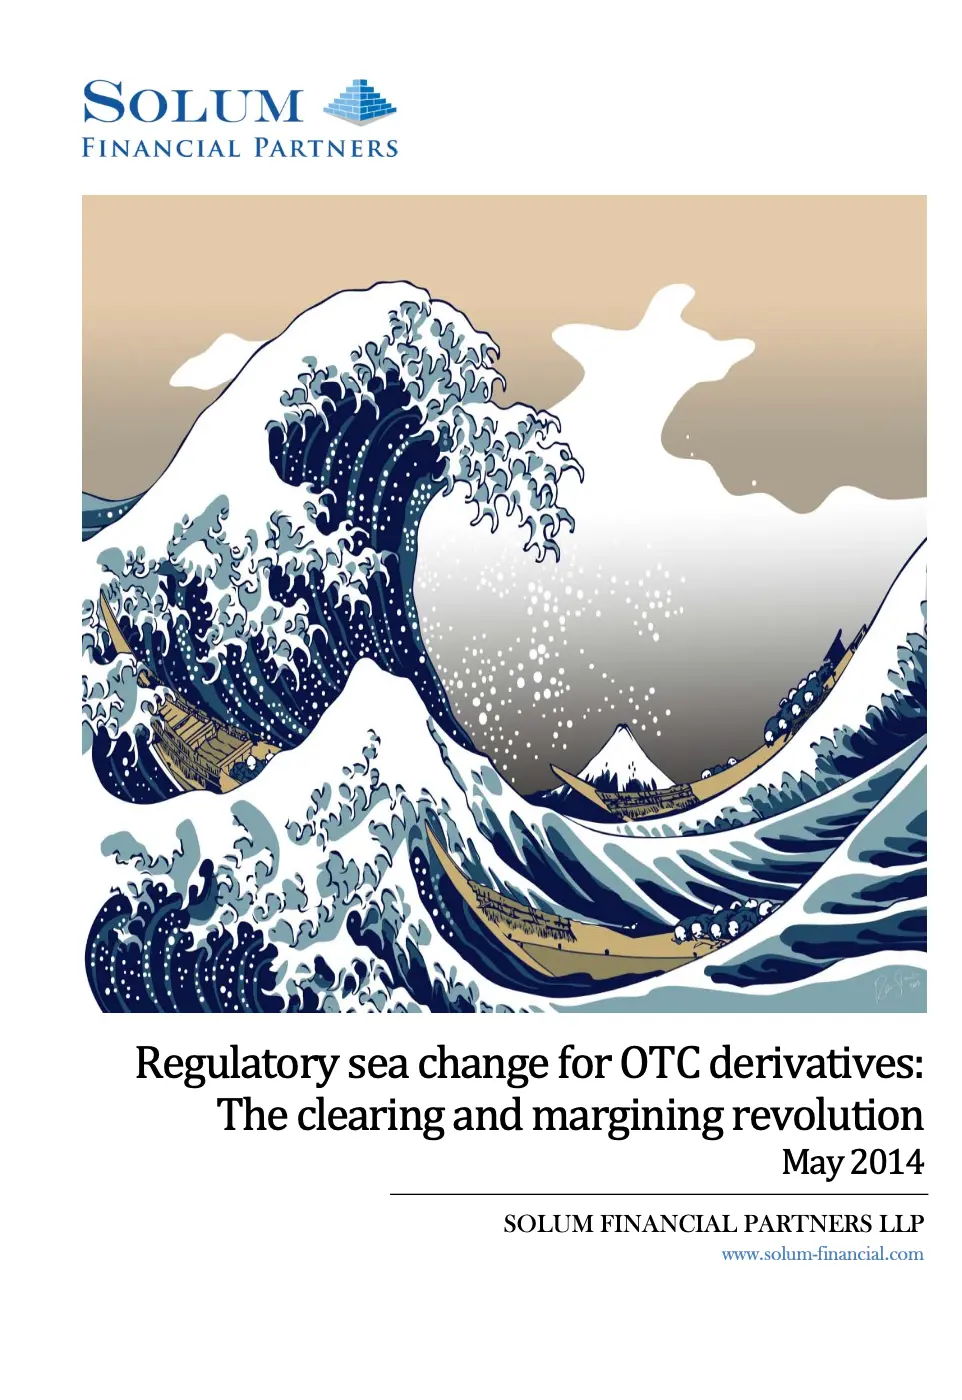 SOLUM
FINANCIAL PARTNERS
Regulatory sea change for OTC derivatives:
The clearing and margining revolution
May 2014
SOLUM FINANCIAL PARTNERS LLP
www.solum-financial.com